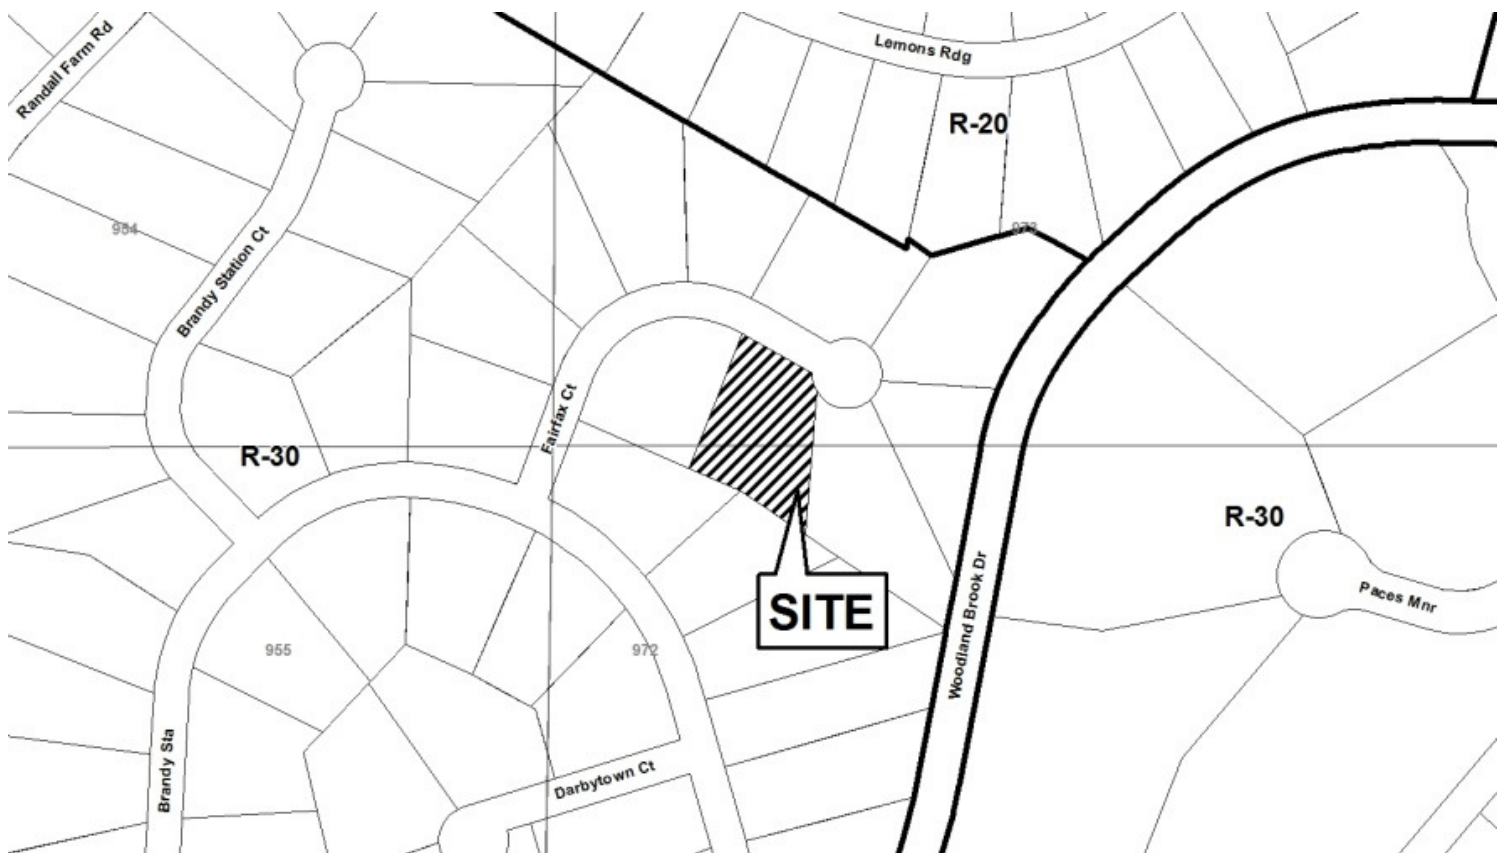 Randall Farm Rd
Lemons Rdg
R-20
984
973
Brandy Station Ct
Fairfax Ct
R-30
R-30
Woodland Brook Dr
Paces Mnr
SITE
955
972
Brandy Sta
Darbytown Ct